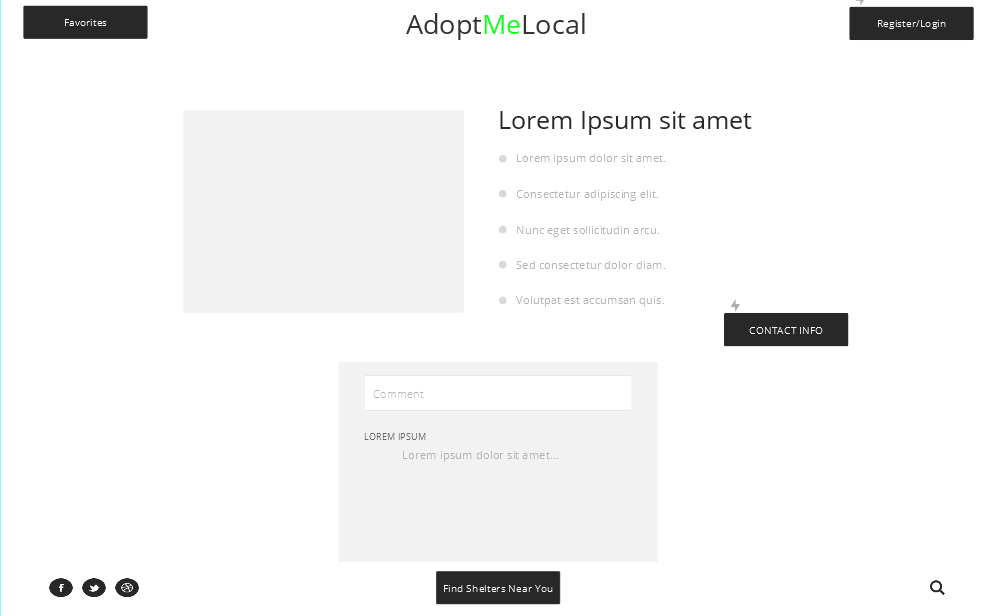 Favorites
AdoptMeLocal
Register/Login
Lorem Ipsum sit amet
Lorem ipsum dolor sit amet.
Consectetur adipiscing elit.
Nunc eget sollicitudin arcu.
Sed consectetur dolor diam.
Volutpat est accumsan quis.
CONTACT INFO
Comment
LOREM IPSUM
Lorem ipsum dolor sit amet...
Find Shelters Near You